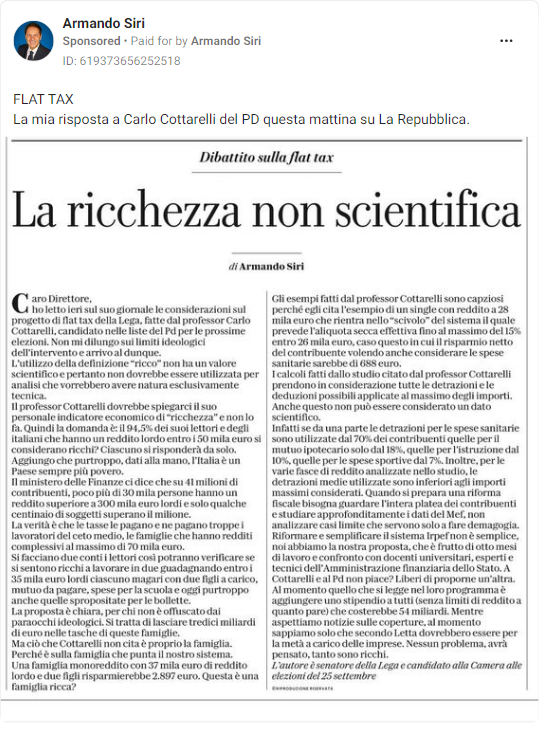 Armando Siri
Sponsored • Paid for by Armando Siri
ID: 619373656252518
FLAT TAX
La mia risposta a Carlo Cottarelli del PD questa mattina su La Repubblica.
Dibattito sulla flat tax
La ricchezza non scientifica
di Armando Siri
Caro Direttore,
ho letto ieri sul suo giornale le considerazioni sul
progetto di flat tax della Lega, fatte dal professor Carlo
Cottarelli, candidato nelle liste del Pd per le prossime
elezioni. Non mi dilungo sui limiti ideologici
dell'intervento e arrivo al dunque.
L'utilizzo della definizione “ricco” non ha un valore
scientifico e pertanto non dovrebbe essere utilizzata per
analisi che vorrebbero avere natura esclusivamente
tecnica.
Il professor Cottarelli dovrebbe spiegarci il suo
personale indicatore economico di “ricchezza” e non lo
fa. Quindi la domanda è: il 94,5% dei suoi lettori e degli
italiani che hanno un reddito lordo entro i 50 mila euro si
considerano ricchi? Ciascuno si risponderà da solo.
Aggiungo che purtroppo, dati alla mano, l'Italia è un
Paese sempre più povero.
Il ministero delle Finanze ci dice che su 41 milioni di
contribuenti, poco più di 30 mila persone hanno un
reddito superiore a 300 mila euro lordi e solo qualche
centinaio di soggetti superano il milione.
La verità è che le tasse le pagano e ne pagano troppe i
lavoratori del ceto medio, le famiglie che hanno redditi
complessivi al massimo di 70 mila euro.
Si facciano due conti i lettori così potranno verificare se
si sentono ricchi a lavorare in due guadagnando entro i
35 mila euro lordi ciascuno magari con due figli a carico,
mutuo da pagare, spese per la scuola e oggi purtroppo
anche quelle spropositate per le bollette.
La proposta è chiara, per chi non è offuscato dai
paraocchi ideologici. Si tratta di lasciare tredici miliardi
di euro nelle tasche di queste famiglie.
Ma ciò che Cottarelli non cita è proprio la famiglia.
Perché è sulla famiglia che punta il nostro sistema.
Una famiglia monoreddito con 37 mila euro di reddito
lordo e due figli risparmierebbe 2.897 euro. Questa è una
famiglia ricca?
Gli esempi fatti dal professor Cottarelli sono capziosi
perché egli cita l'esempio di un single con reddito a 28
mila euro che rientra nello “scivolo” del sistema il quale
prevede l'aliquota secca effettiva fino al massimo del 15%
entro 26 mila euro, caso questo in cui il risparmio netto
del contribuente volendo anche considerare le spese
sanitarie sarebbe di 688 euro.
I calcoli fatti dallo studio citato dal professor Cottarelli
prendono in considerazione tutte le detrazioni e le
deduzioni possibili applicate al massimo degli importi.
Anche questo non può essere considerato un dato
scientifico.
Infatti se da una parte le detrazioni per le spese sanitarie
sono utilizzate dal 70% dei contribuenti quelle per il
mutuo ipotecario solo dal 18%, quelle per l'istruzione dal
10%, quelle per le spese sportive dal 7%. Inoltre, per le
varie fasce di reddito analizzate nello studio, le
detrazioni medie utilizzate sono inferiori agli importi
massimi considerati. Quando si prepara una riforma
fiscale bisogna guardare l'intera platea dei contribuenti
e studiare approfonditamente i dati del Mef, non
analizzare casi limite che servono solo a fare demagogia.
Riformare e semplificare il sistema Irpef non è semplice,
noi abbiamo la nostra proposta, che è frutto di otto mesi
di lavoro e confronto con docenti universitari, esperti e
tecnici dell'Amministrazione finanziaria dello Stato. A
Cottarelli e al Pd non piace? Liberi di proporne un'altra.
Al momento quello che si legge nel loro programma è
aggiungere uno stipendio a tutti (senza limiti di reddito a
quanto pare) che costerebbe 54 miliardi. Mentre
aspettiamo notizie sulle coperture, al momento
sappiamo solo che secondo Letta dovrebbero essere per
la metà a carico delle imprese. Nessun problema, avrà
pensato, tanto sono ricchi.
L'autore è senatore della Lega e candidato alla Camera alle
elezioni del 25 settembre
©RIPRODUZIONE RISERVATA